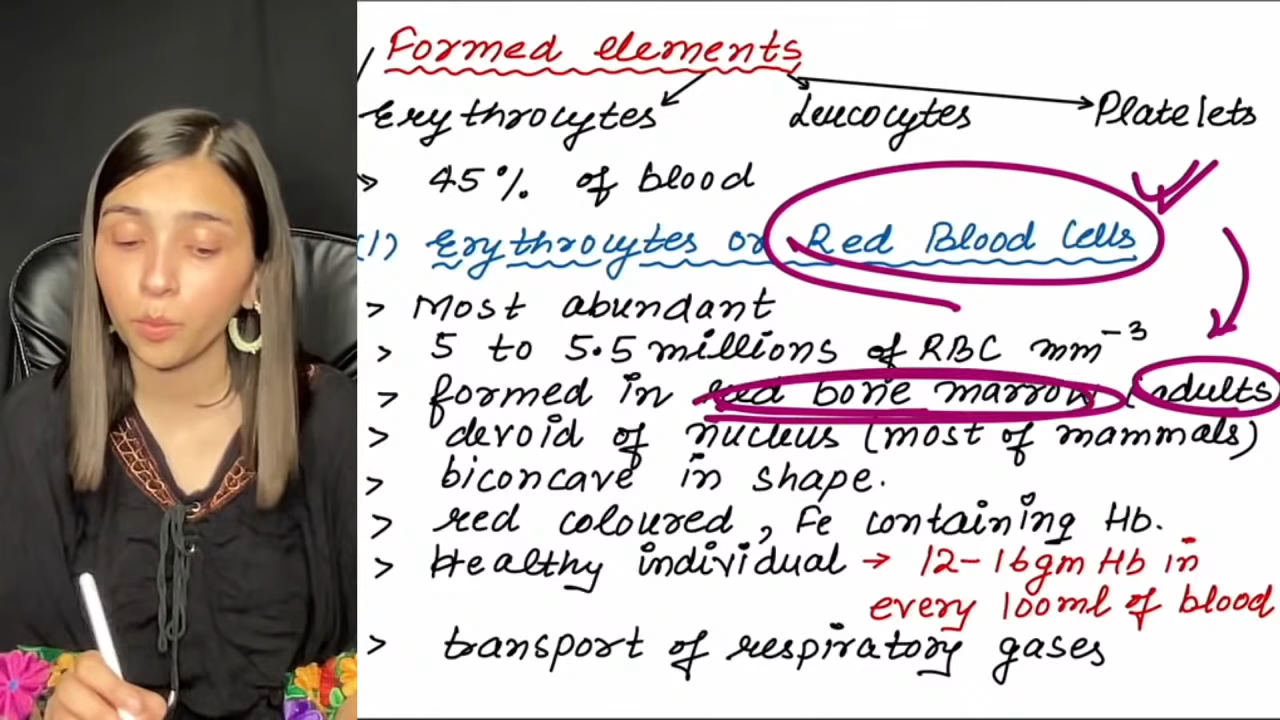 Formed elements
Erythrocytes Leucocytes Platelets
> 45% of blood
(1) Erythrocytes or Red Blood Cells
> Most abundant
> 5 to 5.5 millions of RBC mm⁻³
> formed in red bone marrow (adults
> devoid of nucleus (most of mammals)
> biconcave in shape.
> red coloured, Fe containing Hb.
> Healthy individual → 12-16gm Hb in
every 100ml of blood
> transport of respiratory gases